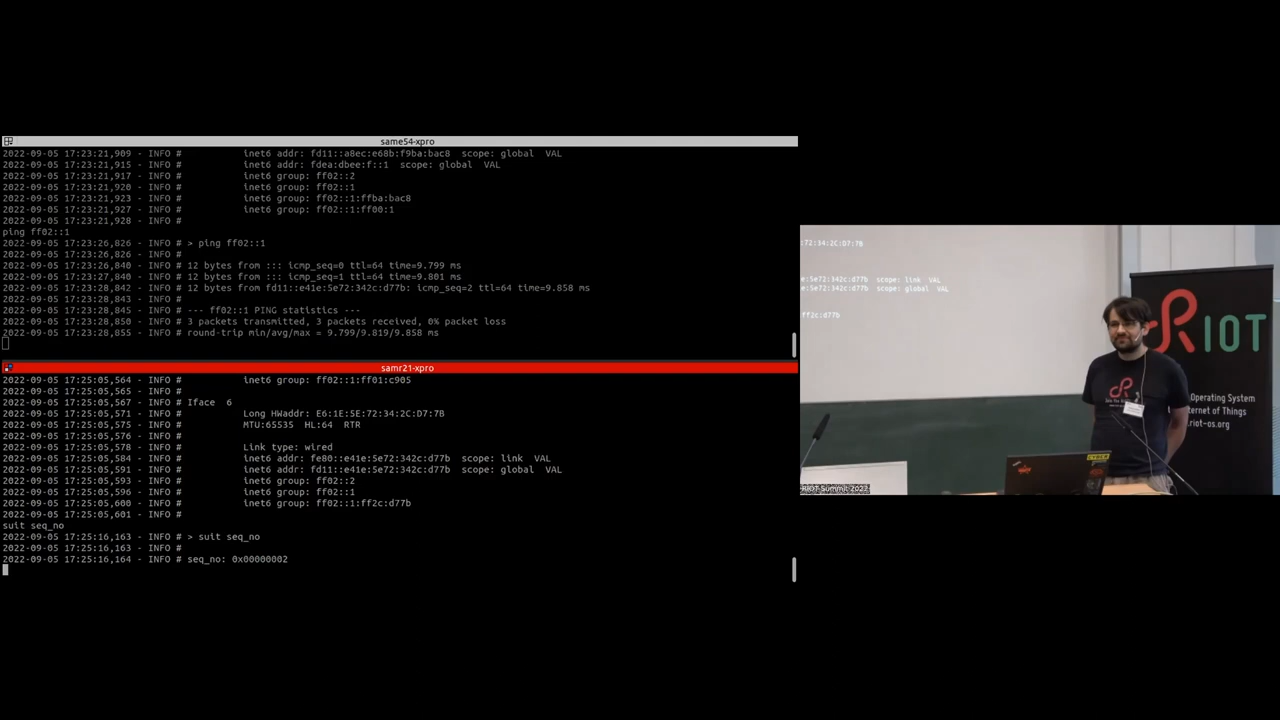 same54-xpro
2022-09-05 17:23:21,909 - INFO # inet6 addr: fd11::a8ec:e68b:f9ba:bac8 scope: global VAL
2022-09-05 17:23:21,915 - INFO # inet6 addr: fdea:dbee:f::1 scope: global VAL
2022-09-05 17:23:21,917 - INFO # inet6 group: ff02::2
2022-09-05 17:23:21,920 - INFO # inet6 group: ff02::1
2022-09-05 17:23:21,923 - INFO # inet6 group: ff02::1:ffba:bac8
2022-09-05 17:23:21,927 - INFO # inet6 group: ff02::1:ff00:1
2022-09-05 17:23:21,928 - INFO #
ping ff02::1
2022-09-05 17:23:26,826 - INFO # > ping ff02::1
2022-09-05 17:23:26,826 - INFO #
2022-09-05 17:23:26,840 - INFO # 12 bytes from ::: icmp_seq=0 ttl=64 time=9.799 ms
2022-09-05 17:23:27,840 - INFO # 12 bytes from ::: icmp_seq=1 ttl=64 time=9.801 ms
2022-09-05 17:23:28,842 - INFO # 12 bytes from fd11::e41e:5e72:342c:d77b: icmp_seq=2 ttl=64 time=9.858 ms
2022-09-05 17:23:28,843 - INFO #
2022-09-05 17:23:28,845 - INFO # --- ff02::1 PING statistics ---
2022-09-05 17:23:28,850 - INFO # 3 packets transmitted, 3 packets received, 0% packet loss
2022-09-05 17:23:28,855 - INFO # round-trip min/avg/max = 9.799/9.819/9.858 ms
samr21-xpro
2022-09-05 17:25:05,564 - INFO # inet6 group: ff02::1:ff01:c905
2022-09-05 17:25:05,565 - INFO #
2022-09-05 17:25:05,567 - INFO # Iface 6
2022-09-05 17:25:05,571 - INFO # Long HWaddr: E6:1E:5E:72:34:2C:D7:7B
2022-09-05 17:25:05,575 - INFO # MTU:65535 HL:64 RTR
2022-09-05 17:25:05,576 - INFO #
2022-09-05 17:25:05,578 - INFO # Link type: wired
2022-09-05 17:25:05,584 - INFO # inet6 addr: fe80::e41e:5e72:342c:d77b scope: link VAL
2022-09-05 17:25:05,591 - INFO # inet6 addr: fd11::e41e:5e72:342c:d77b scope: global VAL
2022-09-05 17:25:05,593 - INFO # inet6 group: ff02::2
2022-09-05 17:25:05,596 - INFO # inet6 group: ff02::1
2022-09-05 17:25:05,600 - INFO # inet6 group: ff02::1:ff2c:d77b
2022-09-05 17:25:05,601 - INFO #
suit seq_no
2022-09-05 17:25:16,163 - INFO # > suit seq_no
2022-09-05 17:25:16,163 - INFO #
2022-09-05 17:25:16,164 - INFO # seq_no: 0x00000002
:72:34:2C:D7:7B
e:5e72:342c:d77b scope: link VAL
e:5e72:342c:d77b scope: global VAL
ff2c:d77b
RIOT
Operating System
ternet of Things
riot-os.org
CYBER
RIOT Summit 2022